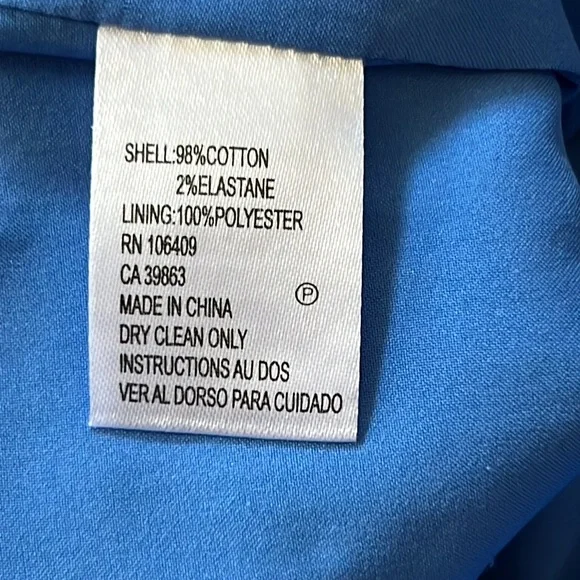 SHELL:98%COTTON
2%ELASTANE
LINING:100%POLYESTER
RN 106409
CA 39863
MADE IN CHINA
Ⓟ
DRY CLEAN ONLY
INSTRUCTIONS AU DOS
VER AL DORSO PARA CUIDADO